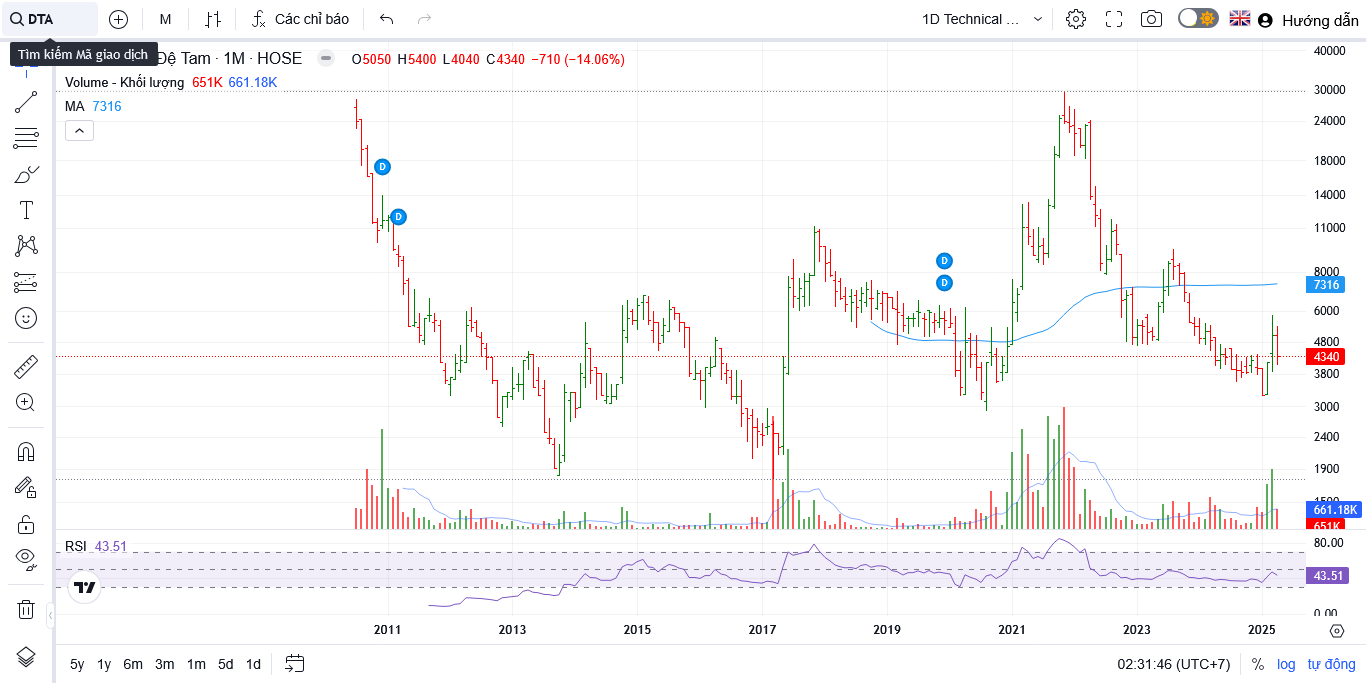 DTA
M
Các chỉ báo
1D Technical ...
Hướng dẫn
Tìm kiếm Mã giao dịch
Đệ Tam · 1M · HOSE
O5050 H5400 L4040 C4340 −710 (−14.06%)
Volume - Khối lượng 651K 661.18K
MA 7316
D
D
D
D
40000
30000
24000
18000
14000
11000
8000
7316
6000
4800
4340
3800
3000
2400
1900
1500
661.18K
651K
RSI 43.51
80.00
43.51
0.00
2011 2013 2015 2017 2019 2021 2023 2025
5y 1y 6m 3m 1m 5d 1d
02:31:46 (UTC+7)
% log tự động